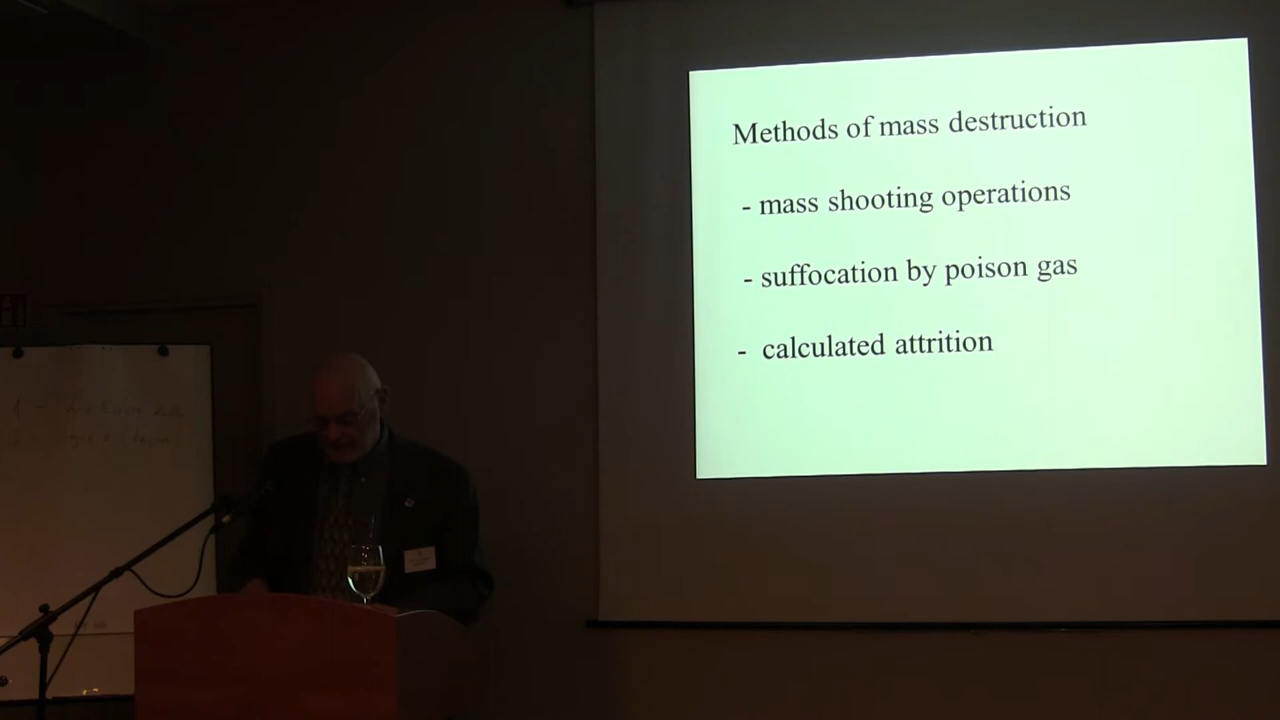 Methods of mass destruction
- mass shooting operations
- suffocation by poison gas
- calculated attrition